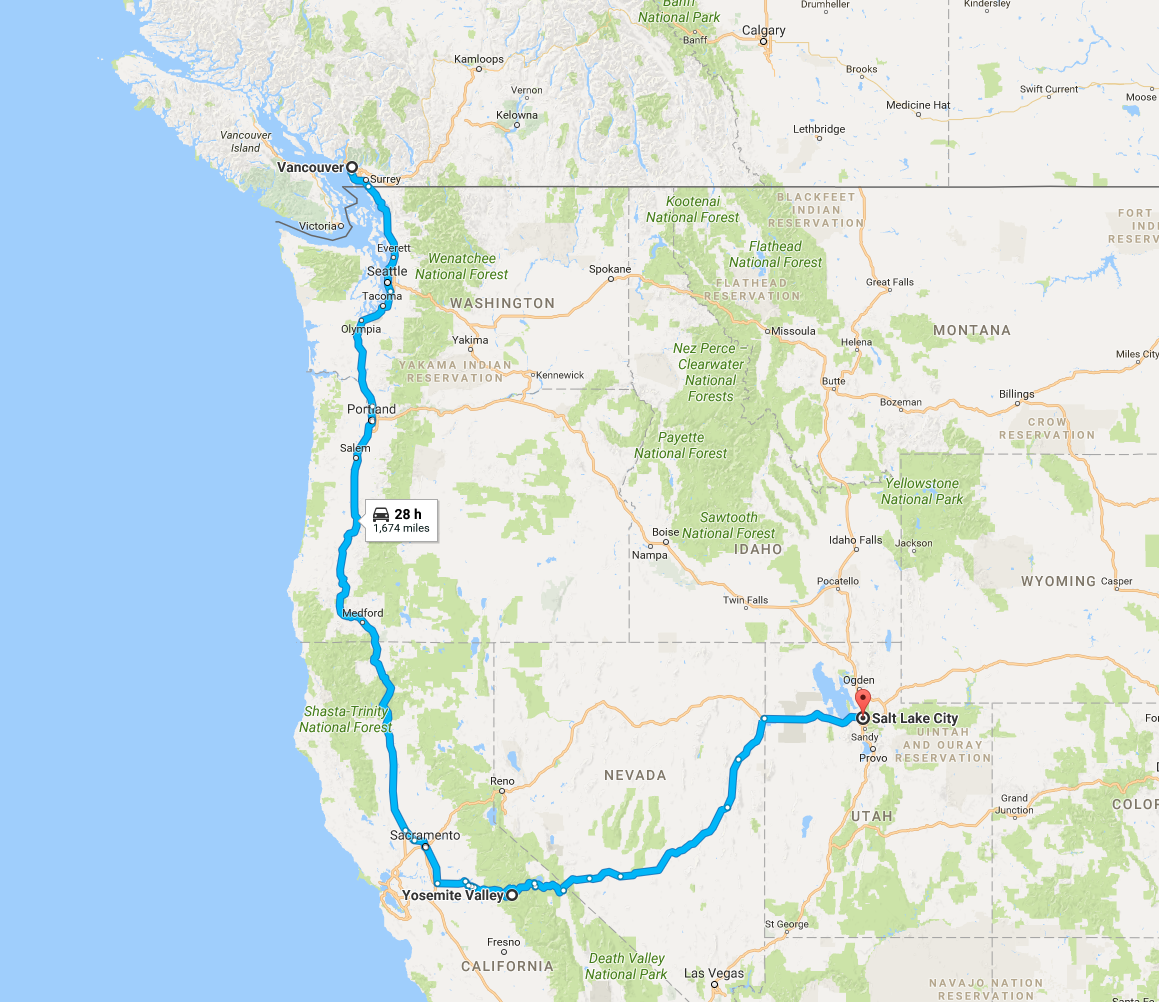 Banff
National Park
Drumheller
Kindersley
Calgary
Banff
Kamloops
Brooks
Vernon
Swift Current
Moose
Kelowna
Medicine Hat
Vancouver
Island
Lethbridge
Vancouver
Surrey
Kootenai
National Forest
BLACKFEET
INDIAN
RESERVATION
FORT
INDI
RESERV
Victoria
Everett
Wenatchee
National Forest
Flathead
National Forest
Seattle
Spokane
FLATHEAD
RESERVATION
Great Falls
Tacoma
WASHINGTON
Olympia
Missoula
MONTANA
Yakima
Helena
Nez Perce –
Clearwater
National
Forests
Miles City
YAKAMA INDIAN
RESERVATION
Kennewick
Butte
Billings
Bozeman
Portland
CROW
RESERVATION
Salem
Payette
National Forest
Yellowstone
National Park
28 h
1,674 miles
Sawtooth
National Forest
Boise
IDAHO
Idaho Falls
Jackson
Nampa
WYOMING
Casper
Pocatello
Twin Falls
Medford
Ogden
Shasta-Trinity
National Forest
Salt Lake City
Sandy
UINTAH
AND OURAY
RESERVATION
Provo
NEVADA
Reno
Grand
Junction
COLOR
UTAH
Sacramento
Yosemite Valley
St George
Fresno
CALIFORNIA
Death Valley
National Park
Las Vegas
NAVAJO NATION
RESERVATION